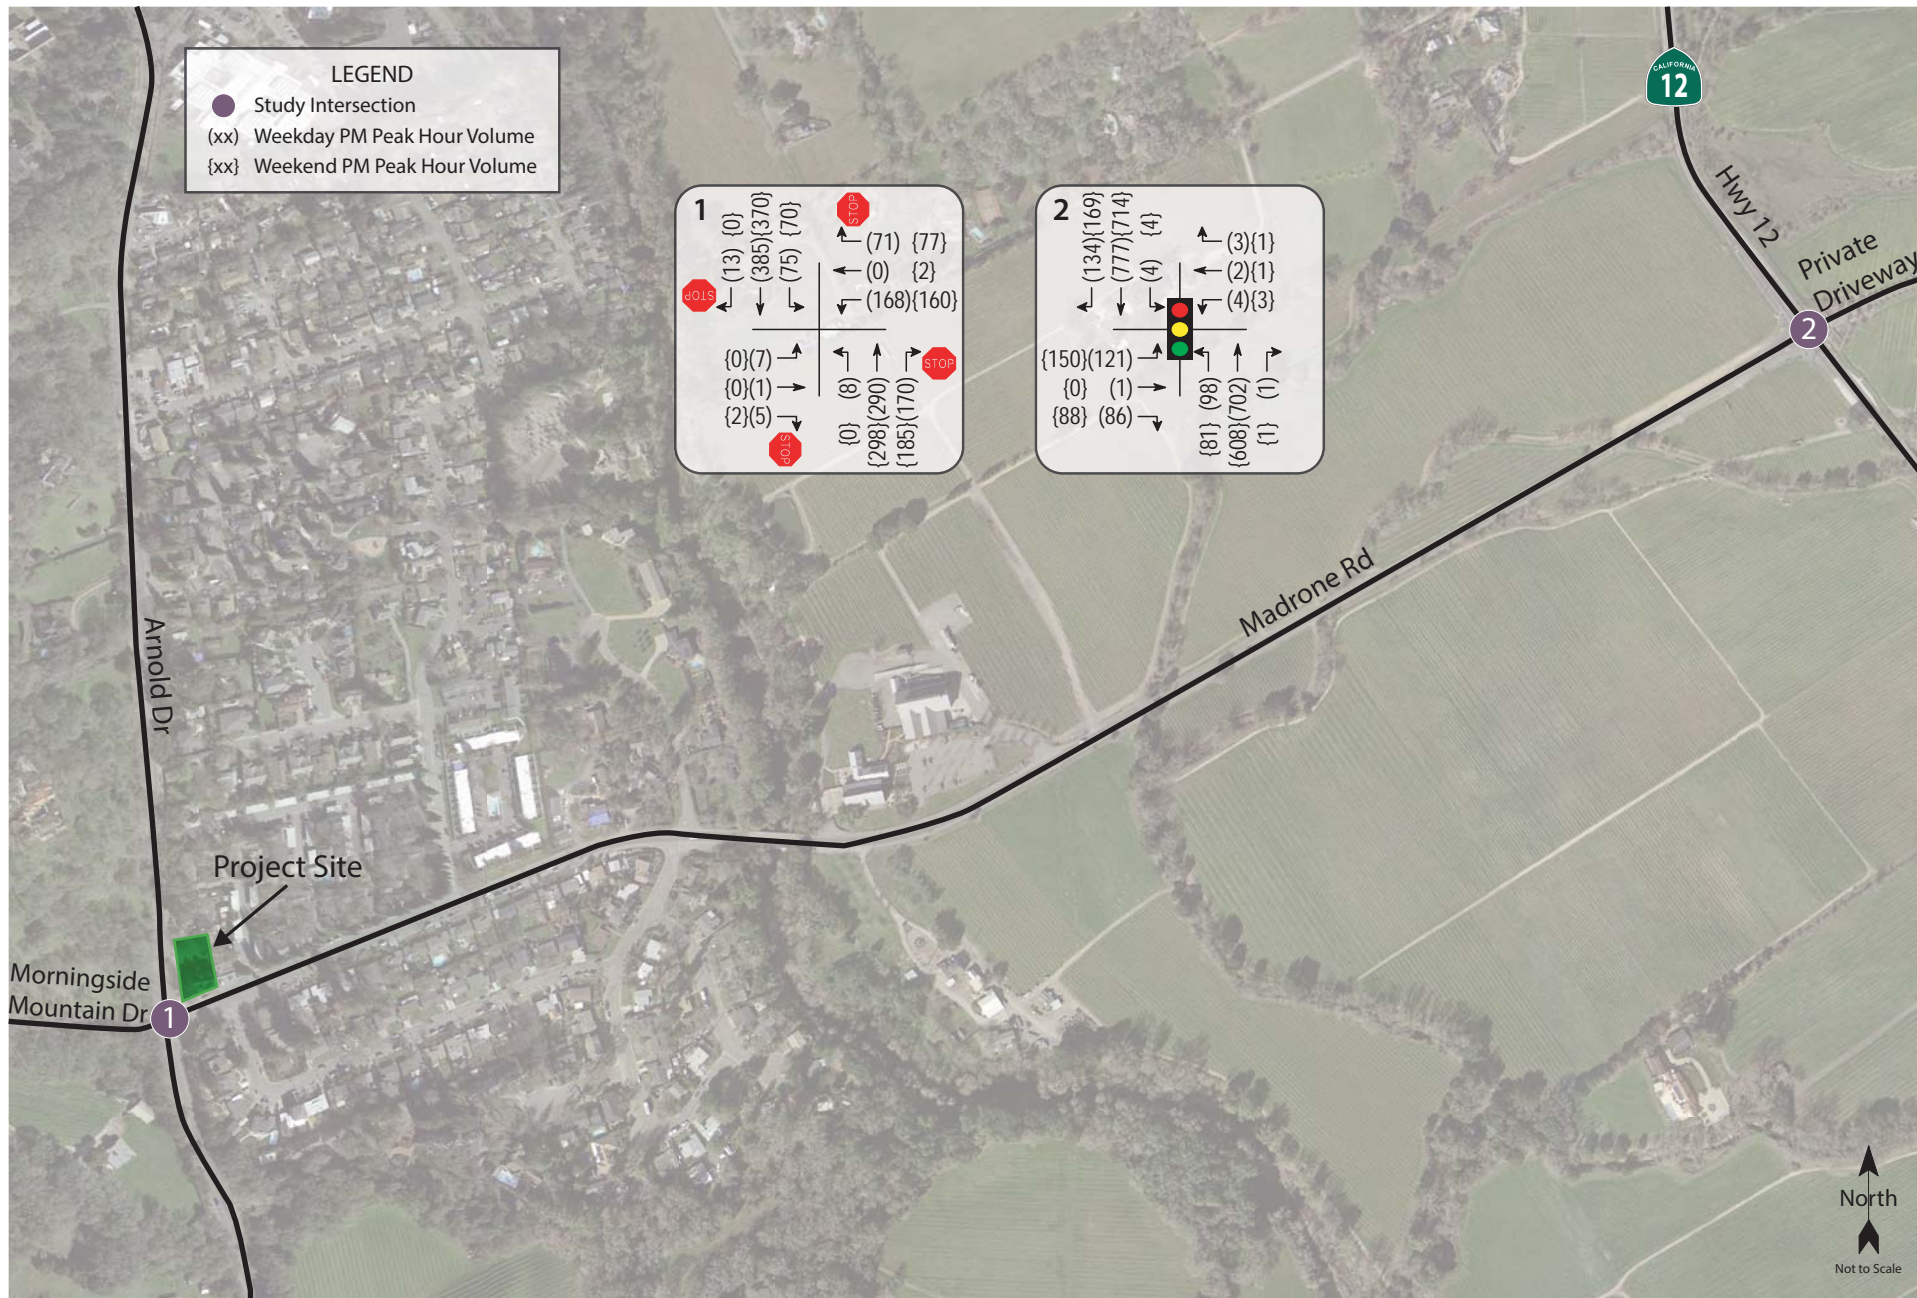 LEGEND
Study Intersection
(xx) Weekday PM Peak Hour Volume
{xx} Weekend PM Peak Hour Volume
CALIFORNIA
12
Hwy 12
Private
Driveway
2
1
STOP
(13) {0}
(385){370}
(75) {70}
(71) {77}
(0) {2}
(168){160}
STOP
{0}(7)
{0}(1)
{2}(5)
STOP
{0} (8)
{298}(290)
{185}(170)
STOP
2
(134){169}
(777){714}
(4) {4}
(3){1}
(2){1}
(4){3}
{150}(121)
{0} (1)
{88} (86)
{81} (98)
{608}(702)
{1} (1)
Madrone Rd
Arnold Dr
Project Site
Morningside
Mountain Dr
1
North
Not to Scale